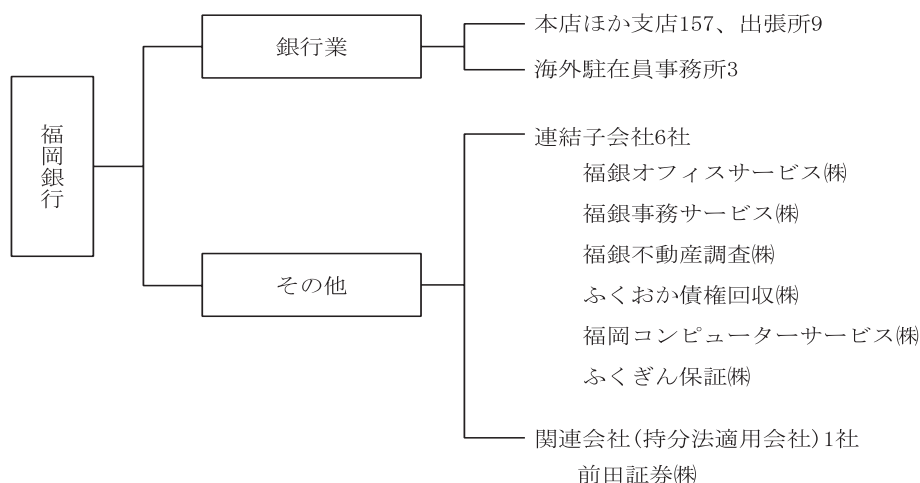 福岡銀行
銀行業
本店ほか支店157、出張所9
海外駐在員事務所3
その他
連結子会社6社
福銀オフィスサービス㈱
福銀事務サービス㈱
福銀不動産調査㈱
ふくおか債権回収㈱
福岡コンピューターサービス㈱
ふくぎん保証㈱
関連会社(持分法適用会社)1社
前田証券㈱